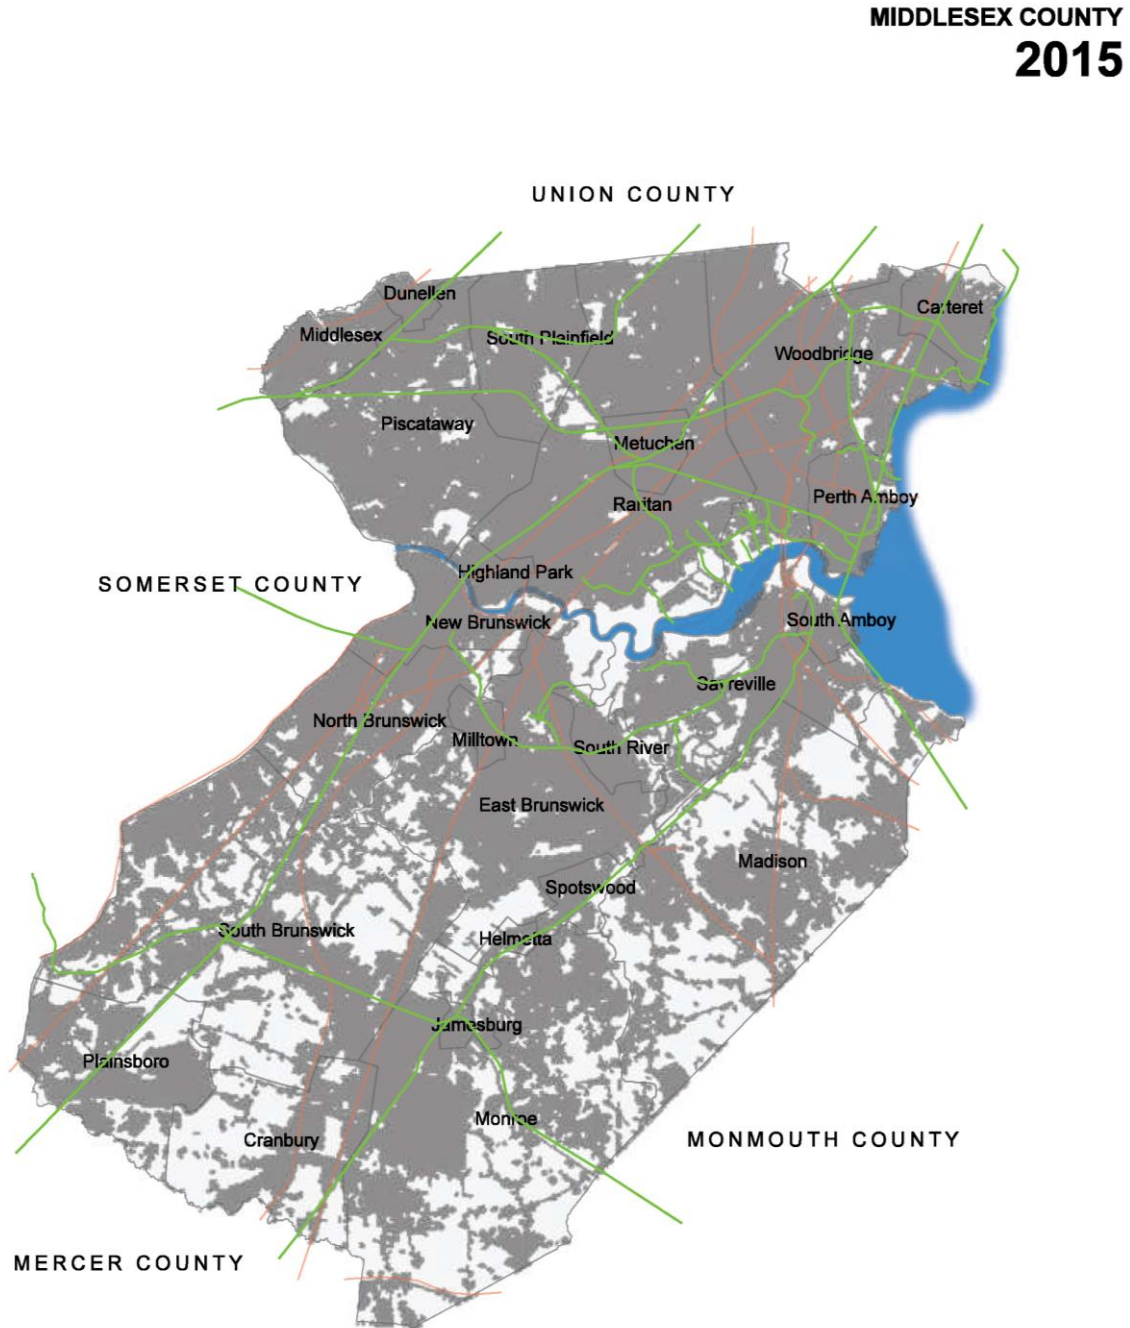 MIDDLESEX COUNTY
2015
UNION COUNTY
Dunellen
Carteret
Middlesex
South Plainfield
Woodbridge
Piscataway
Metuchen
Perth Amboy
Raritan
Highland Park
SOMERSET COUNTY
New Brunswick
South Amboy
Sayreville
North Brunswick
Milltown
South River
East Brunswick
Madison
Spotswood
South Brunswick
Helmetta
Jamesburg
Plainsboro
Monroe
Cranbury
MONMOUTH COUNTY
MERCER COUNTY